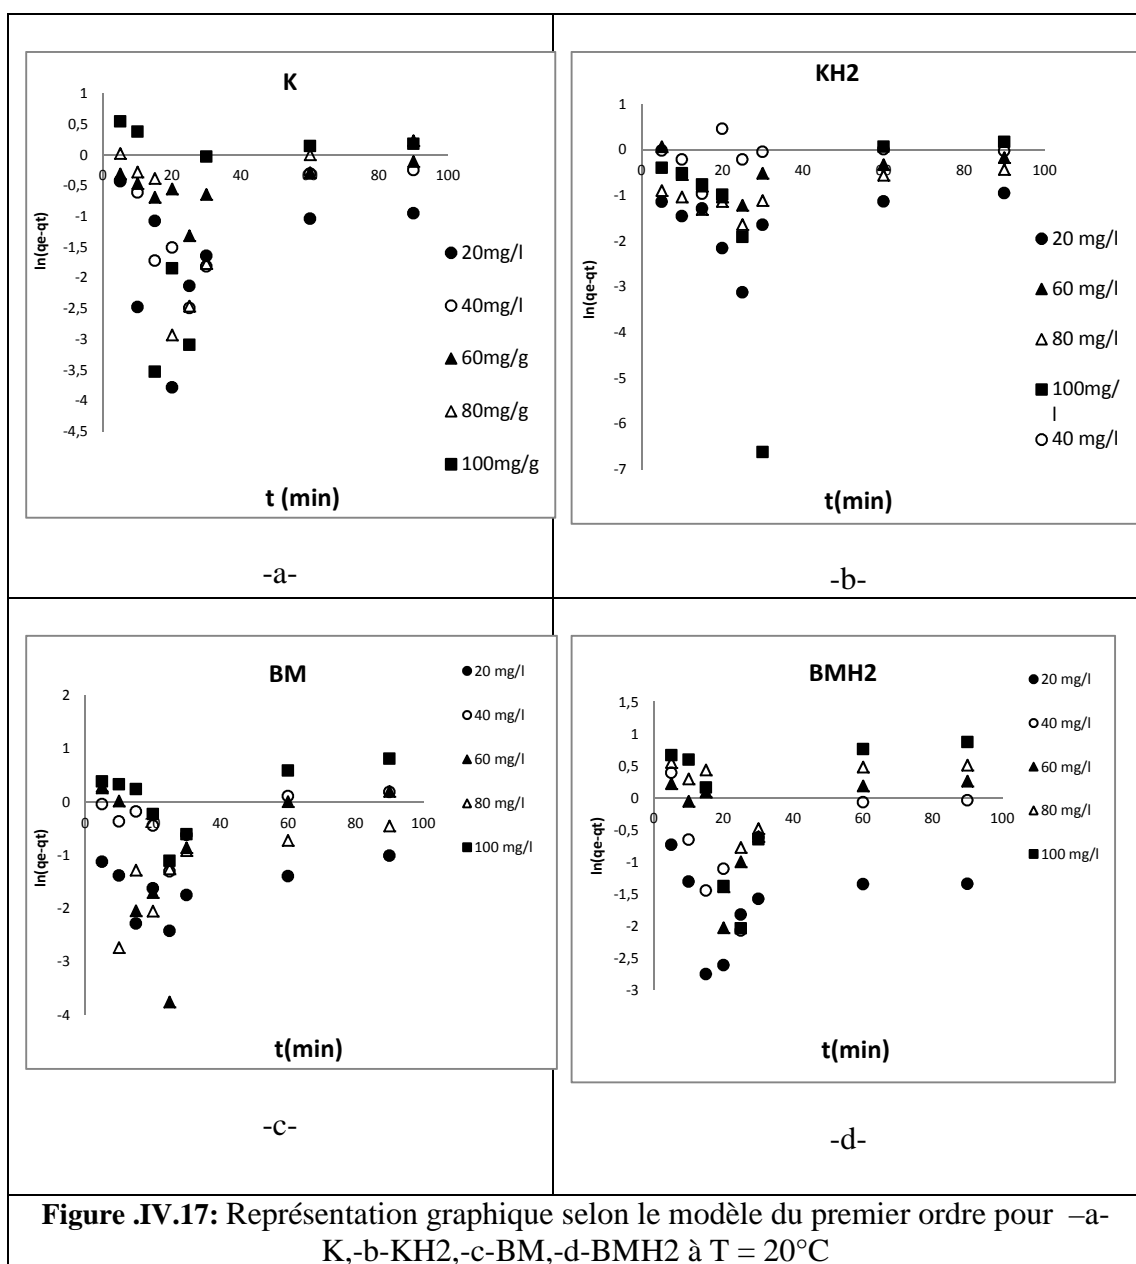 K
1
0,5
0
-0,5
-1
-1,5
-2
-2,5
-3
-3,5
-4
-4,5
0 20 40 60 80 100
ln(qe-qt)
t (min)
20mg/l
40mg/l
60mg/g
80mg/g
100mg/g
-a-
KH2
1
0
-1
-2
-3
-4
-5
-6
-7
0 20 40 60 80 100
ln(qe-qt)
t(min)
20 mg/l
60 mg/l
80 mg/l
100mg/
l
40 mg/l
-b-
BM
2
1
0
-1
-2
-3
-4
0 20 40 60 80 100
ln(qe-qt)
t(min)
20 mg/l
40 mg/l
60 mg/l
80 mg/l
100 mg/l
-c-
BMH2
1,5
1
0,5
0
-0,5
-1
-1,5
-2
-2,5
-3
0 20 40 60 80 100
ln(qe-qt)
t(min)
20 mg/l
40 mg/l
60 mg/l
80 mg/l
100 mg/l
-d-
Figure .IV.17: Représentation graphique selon le modèle du premier ordre pour –a-
K,-b-KH2,-c-BM,-d-BMH2 à T = 20°C